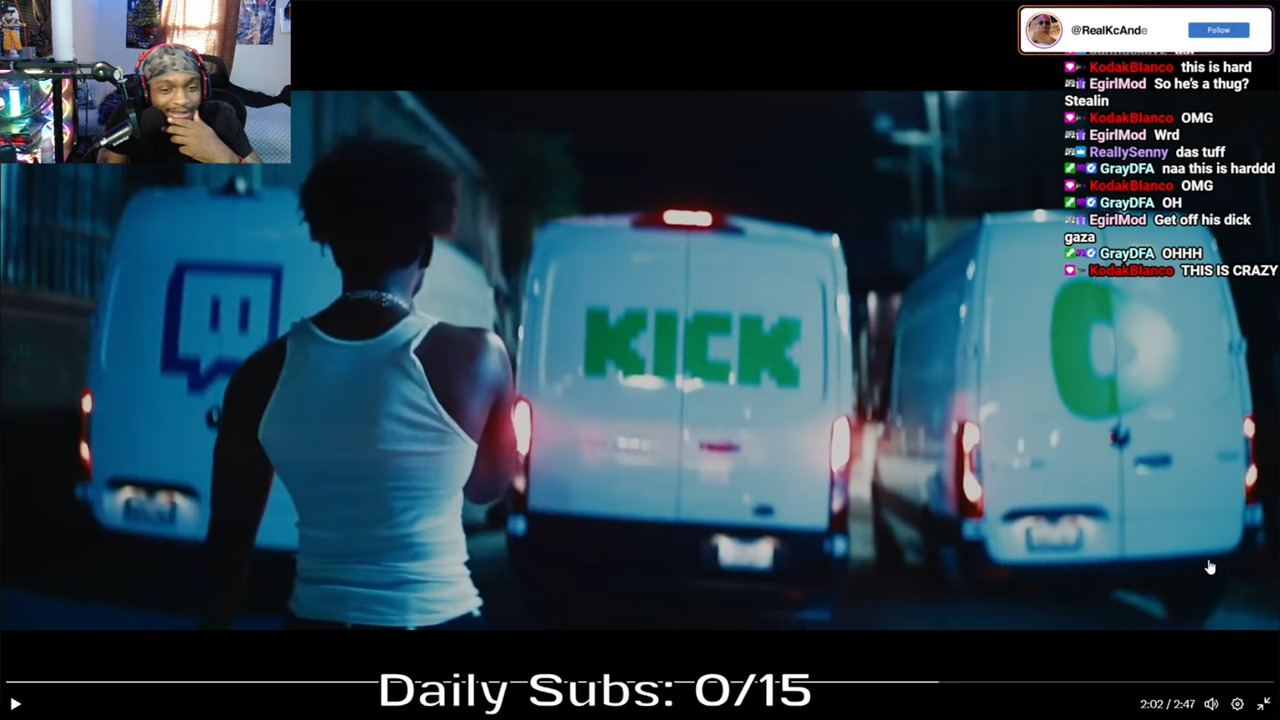 @RealKcAnde
Follow
KodakBlanco this is hard
EgirlMod So he's a thug?
Stealin
KodakBlanco OMG
EgirlMod Wrd
ReallySenny das tuff
GrayDFA naa this is harddd
KodakBlanco OMG
GrayDFA OH
EgirlMod Get off his dick
gaza
GrayDFA OHHH
KodakBlanco THIS IS CRAZY
KICK
Daily Subs: 0/15
2:02 / 2:47